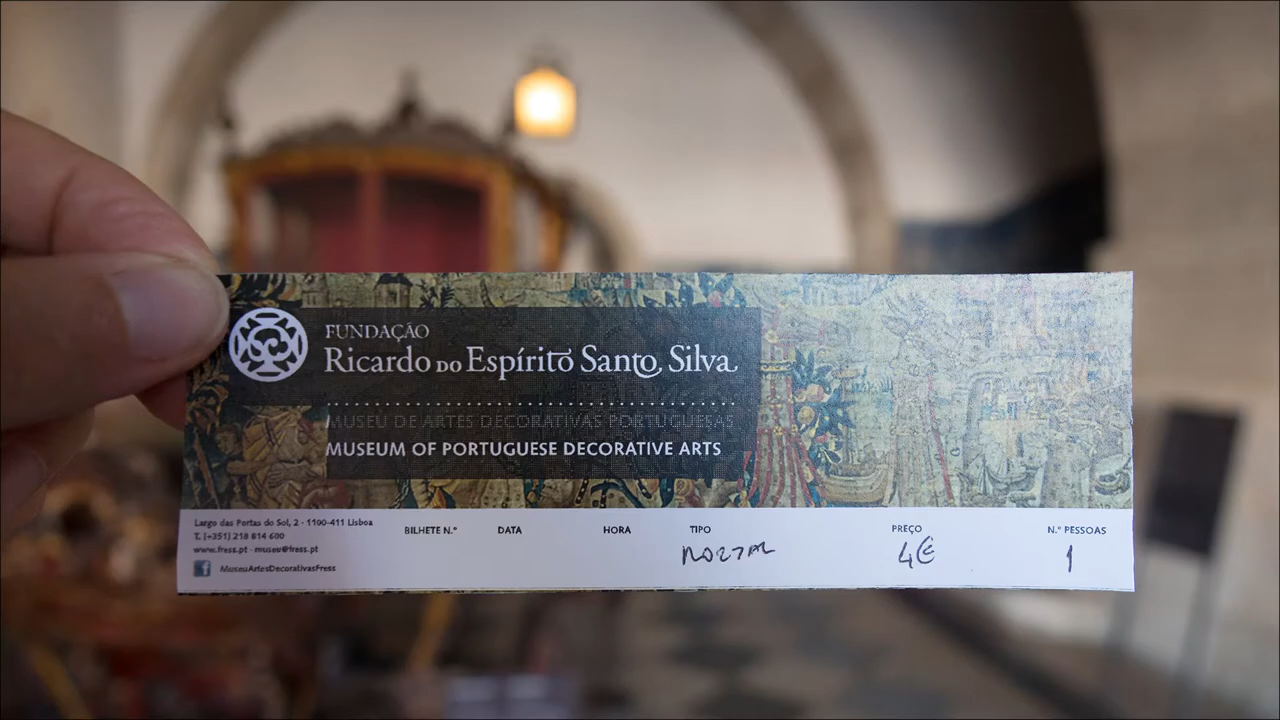 FUNDAÇÃO
Ricardo DO Espírito Santo Silva
MUSEU DE ARTES DECORATIVAS PORTUGUESAS
MUSEUM OF PORTUGUESE DECORATIVE ARTS
Largo das Portas do Sol, 2 - 1100-411 Lisboa
T. (+351) 218 814 600
www.fress.pt - museu@fress.pt
MuseuArtesDecorativasFress
BILHETE N.º DATA HORA TIPO PREÇO N.º PESSOAS
4€ 1